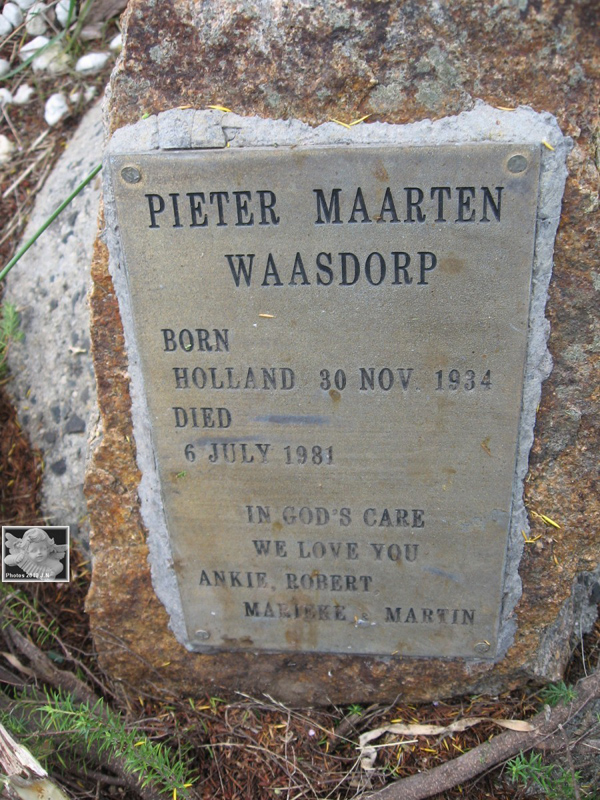 PIETER MAARTEN
WAASDORP
BORN
HOLLAND 30 NOV. 1934
DIED
6 JULY 1981
IN GOD'S CARE
WE LOVE YOU
ANKIE, ROBERT
MARIEKE & MARTIN